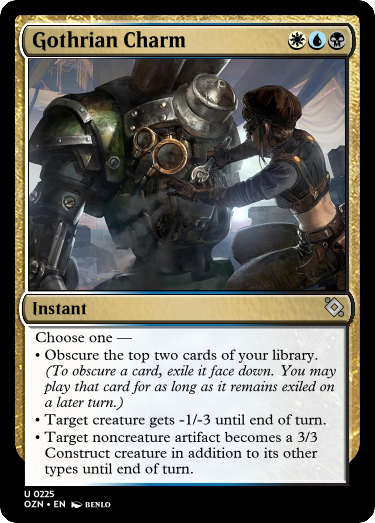 Gothrian Charm
Instant
Choose one —
• Obscure the top two cards of your library.
(To obscure a card, exile it face down. You may
play that card for as long as it remains exiled on
a later turn.)
• Target creature gets -1/-3 until end of turn.
• Target noncreature artifact becomes a 3/3
Construct creature in addition to its other
types until end of turn.
U 0225
OZN • EN BENLO